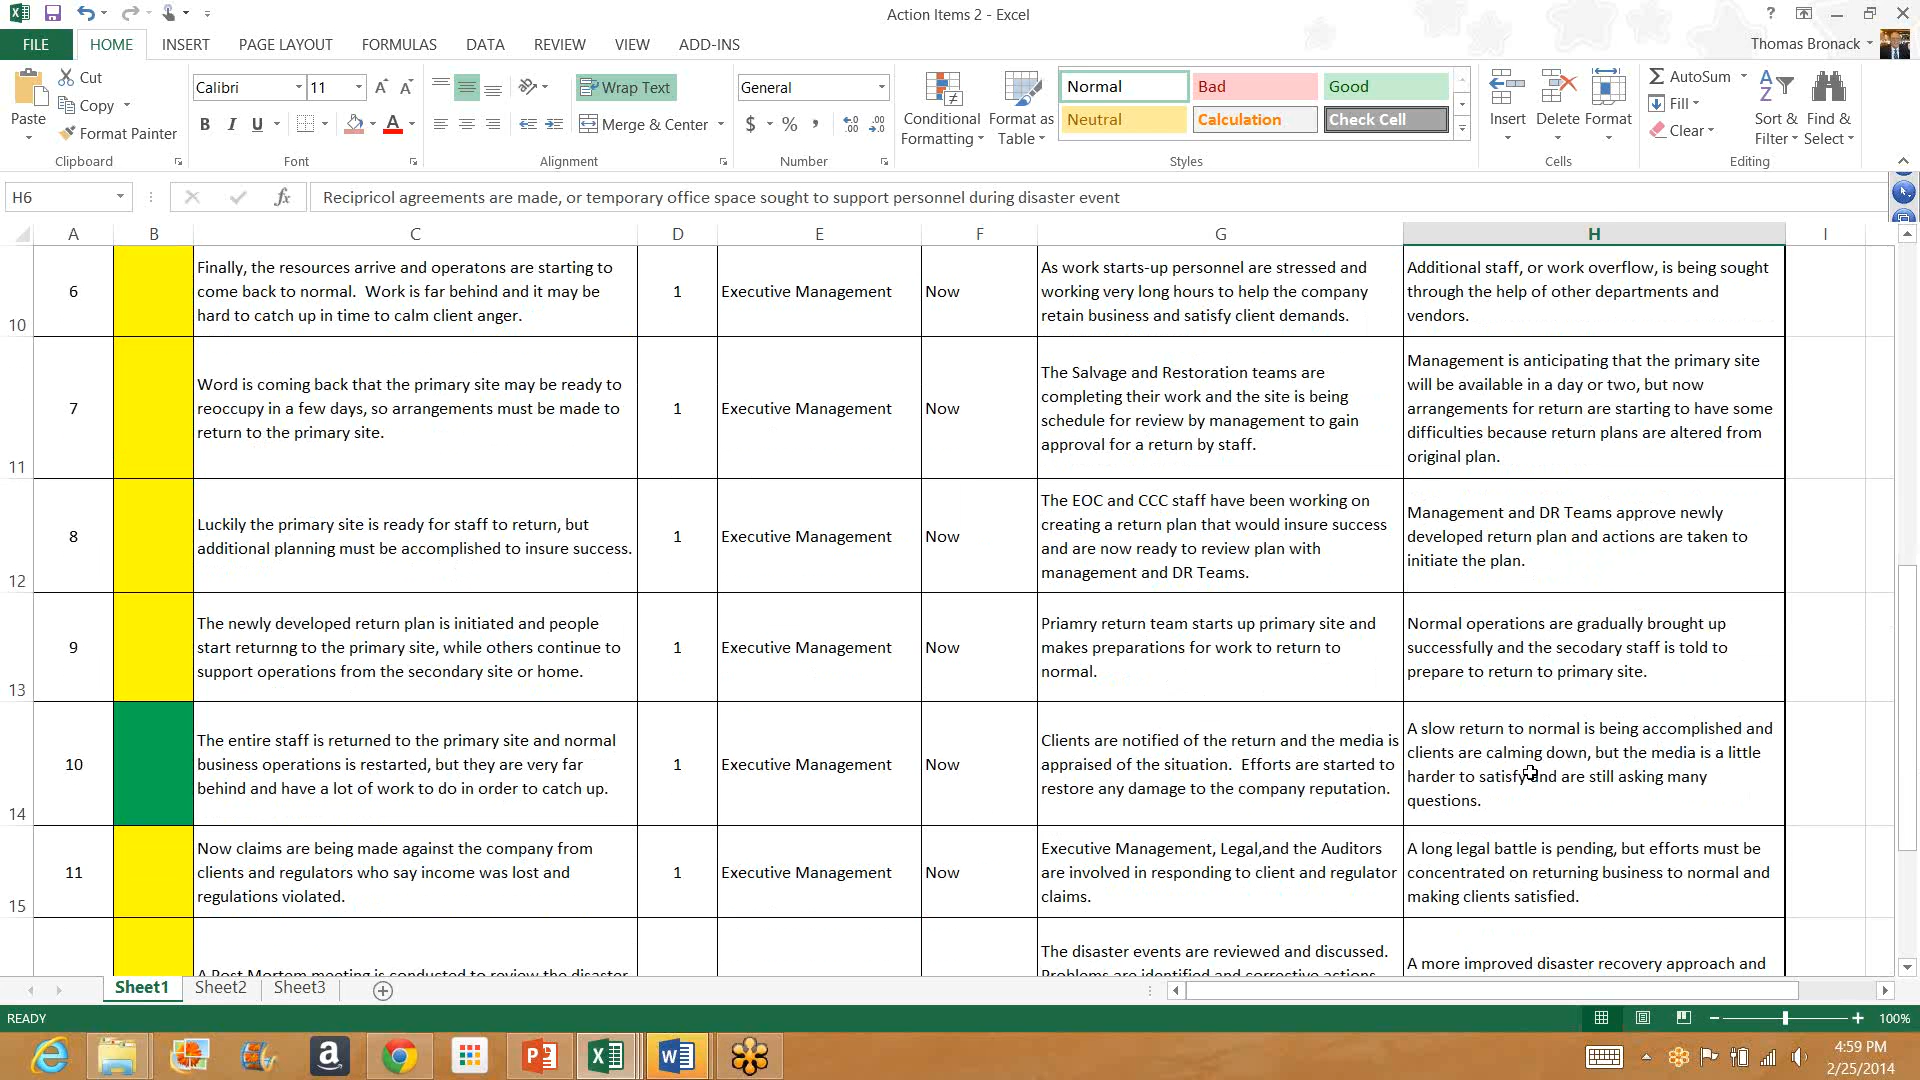 Action Items 2 - Excel
FILE HOME INSERT PAGE LAYOUT FORMULAS DATA REVIEW VIEW ADD-INS
Thomas Bronack
Paste
Cut
Copy
Format Painter
Clipboard
Calibri 11
B I U
Font
Wrap Text
Merge & Center
Alignment
General
$ % ,
Number
Conditional Formatting
Format as Table
Normal Bad Good
Neutral Calculation Check Cell
Styles
Insert Delete Format
Cells
AutoSum
Fill
Clear
Sort & Filter
Find & Select
Editing
H6
fx
Recipricol agreements are made, or temporary office space sought to support personnel during disaster event
A B C D E F G H I
10
6
Finally, the resources arrive and operatons are starting to
come back to normal.  Work is far behind and it may be
hard to catch up in time to calm client anger.
1
Executive Management
Now
As work starts-up personnel are stressed and
working very long hours to help the company
retain business and satisfy client demands.
Additional staff, or work overflow, is being sought
through the help of other departments and
vendors.
11
7
Word is coming back that the primary site may be ready to
reoccupy in a few days, so arrangements must be made to
return to the primary site.
1
Executive Management
Now
The Salvage and Restoration teams are
completing their work and the site is being
schedule for review by management to gain
approval for a return by staff.
Management is anticipating that the primary site
will be available in a day or two, but now
arrangements for return are starting to have some
difficulties because return plans are altered from
original plan.
12
8
Luckily the primary site is ready for staff to return, but
additional planning must be accomplished to insure success.
1
Executive Management
Now
The EOC and CCC staff have been working on
creating a return plan that would insure success
and are now ready to review plan with
management and DR Teams.
Management and DR Teams approve newly
developed return plan and actions are taken to
initiate the plan.
13
9
The newly developed return plan is initiated and people
start returng to the primary site, while others continue to
support operations from the secondary site or home.
1
Executive Management
Now
Priamry return team starts up primary site and
makes preparations for work to return to
normal.
Normal operations are gradually brought up
successfully and the secodary staff is told to
prepare to return to primary site.
14
10
The entire staff is returned to the primary site and normal
business operations is restarted, but they are very far
behind and have a lot of work to do in order to catch up.
1
Executive Management
Now
Clients are notified of the return and the media is
appraised of the situation.  Efforts are started to
restore any damage to the company reputation.
A slow return to normal is being accomplished and
clients are calming down, but the media is a little
harder to satisfy and are still asking many
questions.
15
11
Now claims are being made against the company from
clients and regulators who say income was lost and
regulations violated.
1
Executive Management
Now
Executive Management, Legal,and the Auditors
are involved in responding to client and regulator
claims.
A long legal battle is pending, but efforts must be
concentrated on returning business to normal and
making clients satisfied.
A Post Mortem meeting is conducted to review the disaster
The disaster events are reviewed and discussed.
Problems are identified and corrective actions
A more improved disaster recovery approach and
Sheet1 Sheet2 Sheet3
READY
100%
4:59 PM
2/25/2014